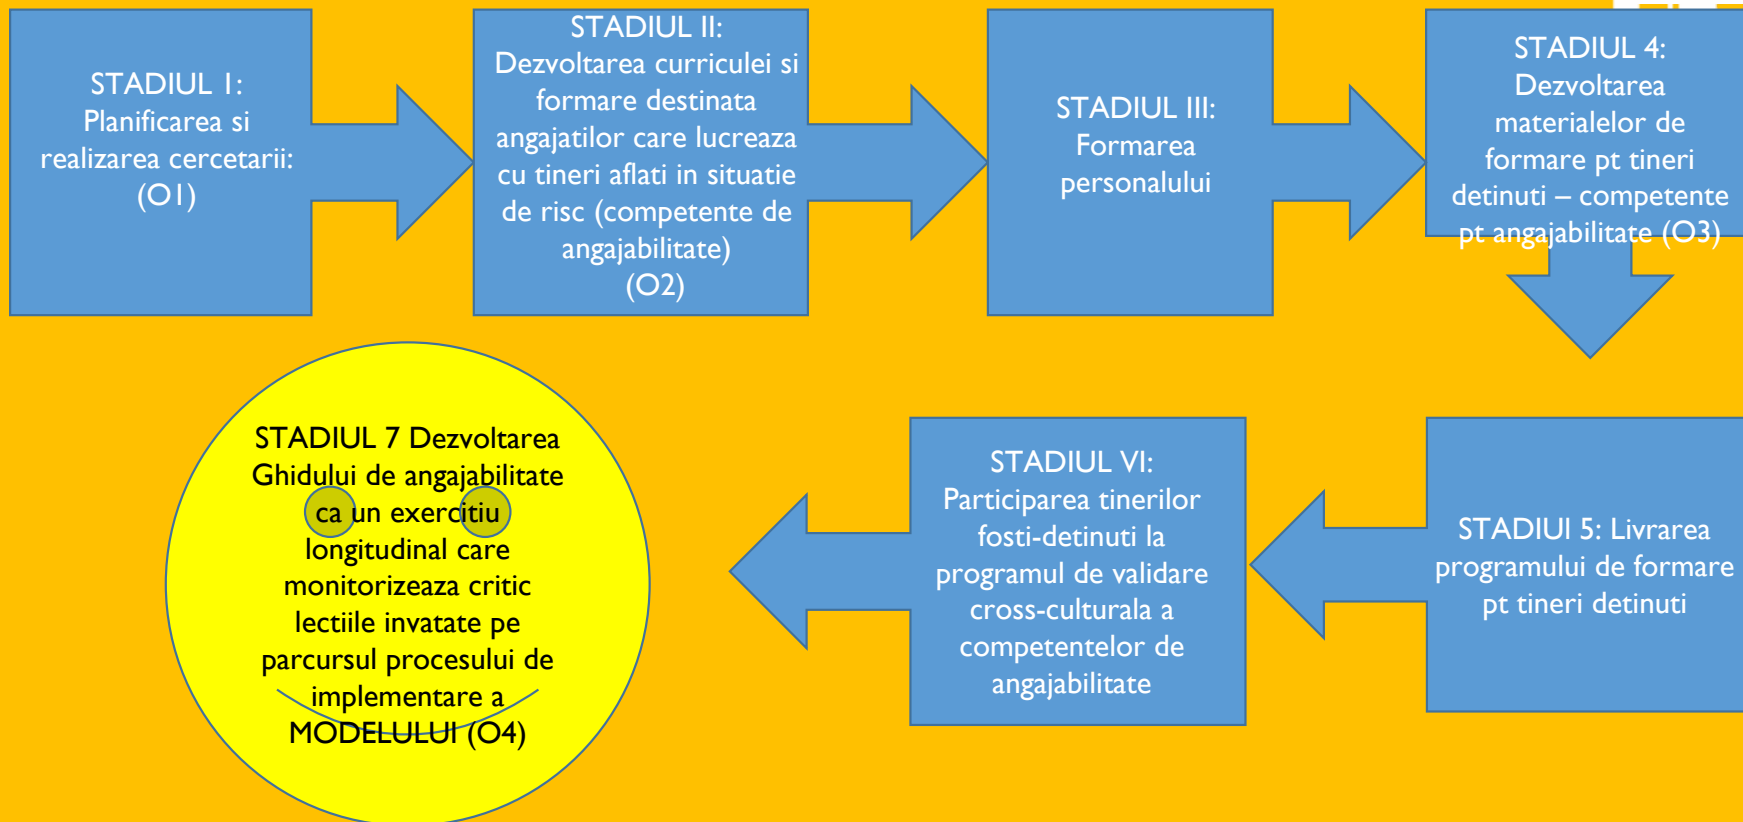 STADIUL I:
Planificarea si
realizarea cercetarii:
(O1)
STADIUL II:
Dezvoltarea curriculei si
formare destinata
angajatilor care lucreaza
cu tineri aflati in situatie
de risc (competente de
angajabilitate)
(O2)
STADIUL III:
Formarea
personalului
STADIUL 4:
Dezvoltarea
materialelor de
formare pt tineri
detinuti – competente
pt angajabilitate (O3)
STADIUl 5: Livrarea
programului de formare
pt tineri detinuti
STADIUL VI:
Participarea tinerilor
fosti-detinuti la
programul de validare
cross-culturala a
competentelor de
angajabilitate
STADIUL 7 Dezvoltarea
Ghidului de angajabilitate
ca un exercitiu
longitudinal care
monitorizeaza critic
lectiile invatate pe
parcursul procesului de
implementare a
MODELULUI (O4)